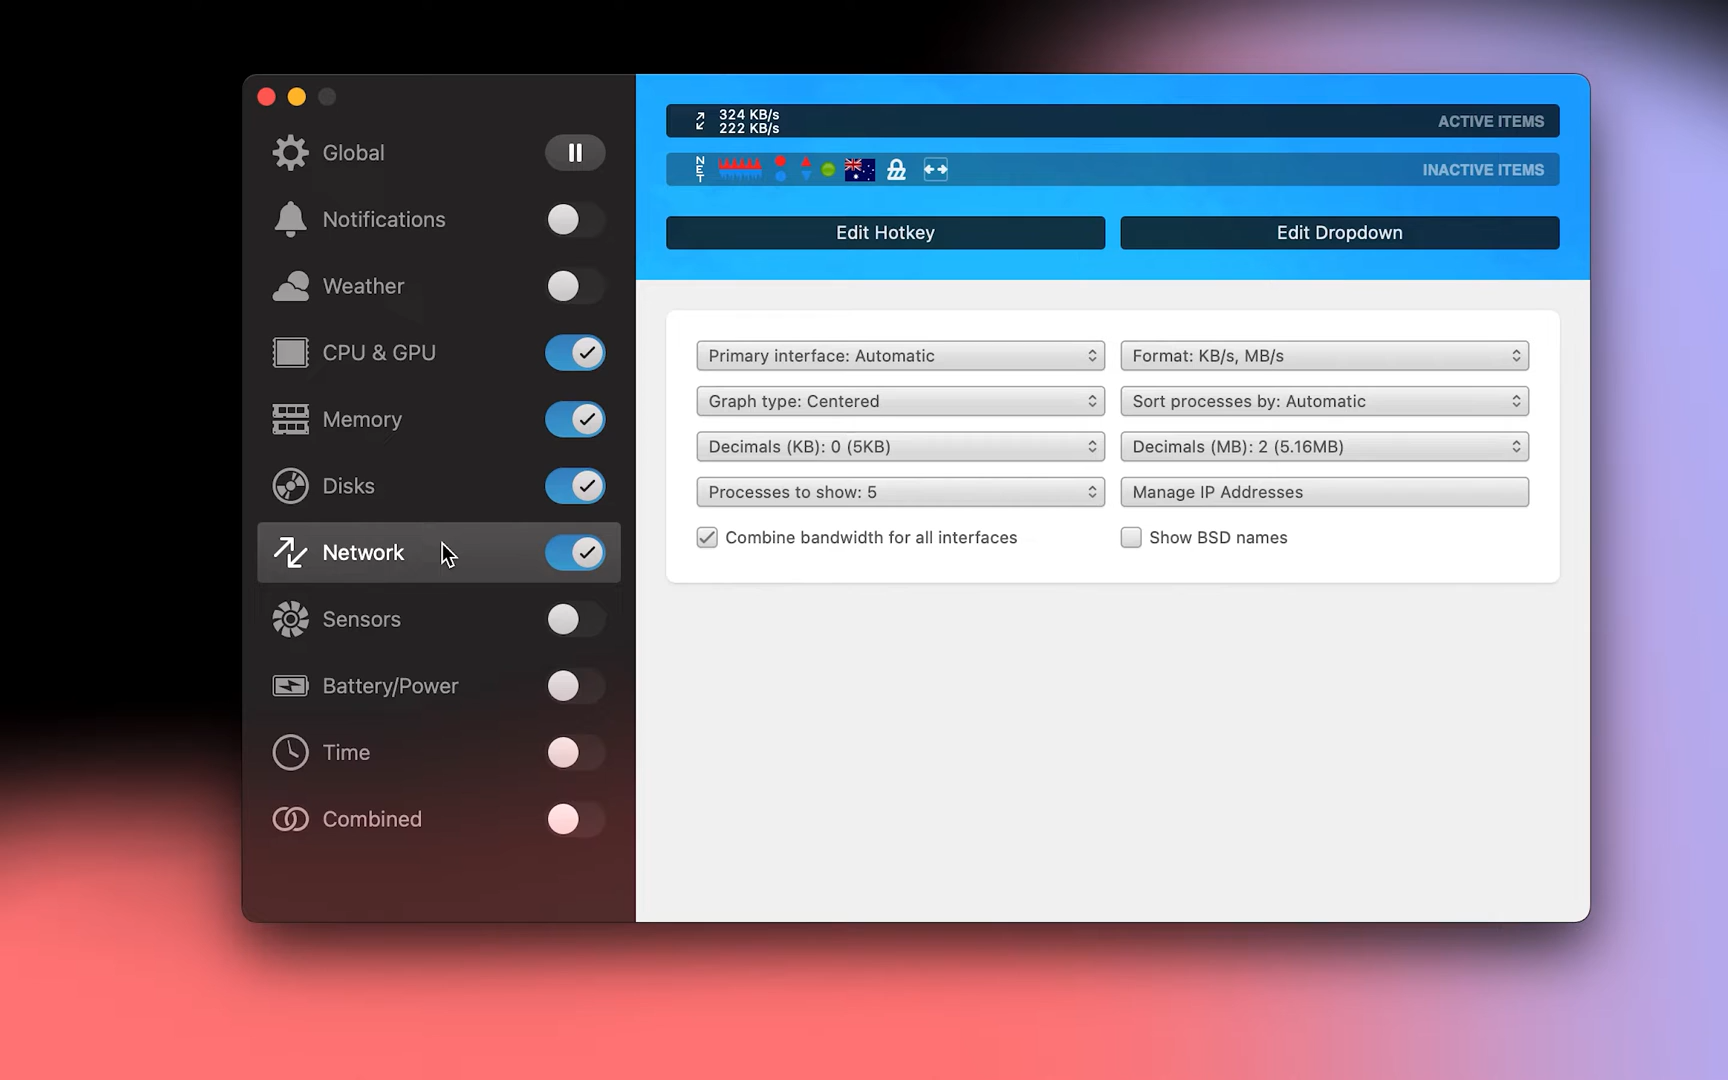 Global
Notifications
Weather
CPU & GPU
Memory
Disks
Network
Sensors
Battery/Power
Time
Combined
324 KB/s
222 KB/s
ACTIVE ITEMS
NET
INACTIVE ITEMS
Edit Hotkey
Edit Dropdown
Primary interface: Automatic
Format: KB/s, MB/s
Graph type: Centered
Sort processes by: Automatic
Decimals (KB): 0 (5KB)
Decimals (MB): 2 (5.16MB)
Processes to show: 5
Manage IP Addresses
Combine bandwidth for all interfaces
Show BSD names